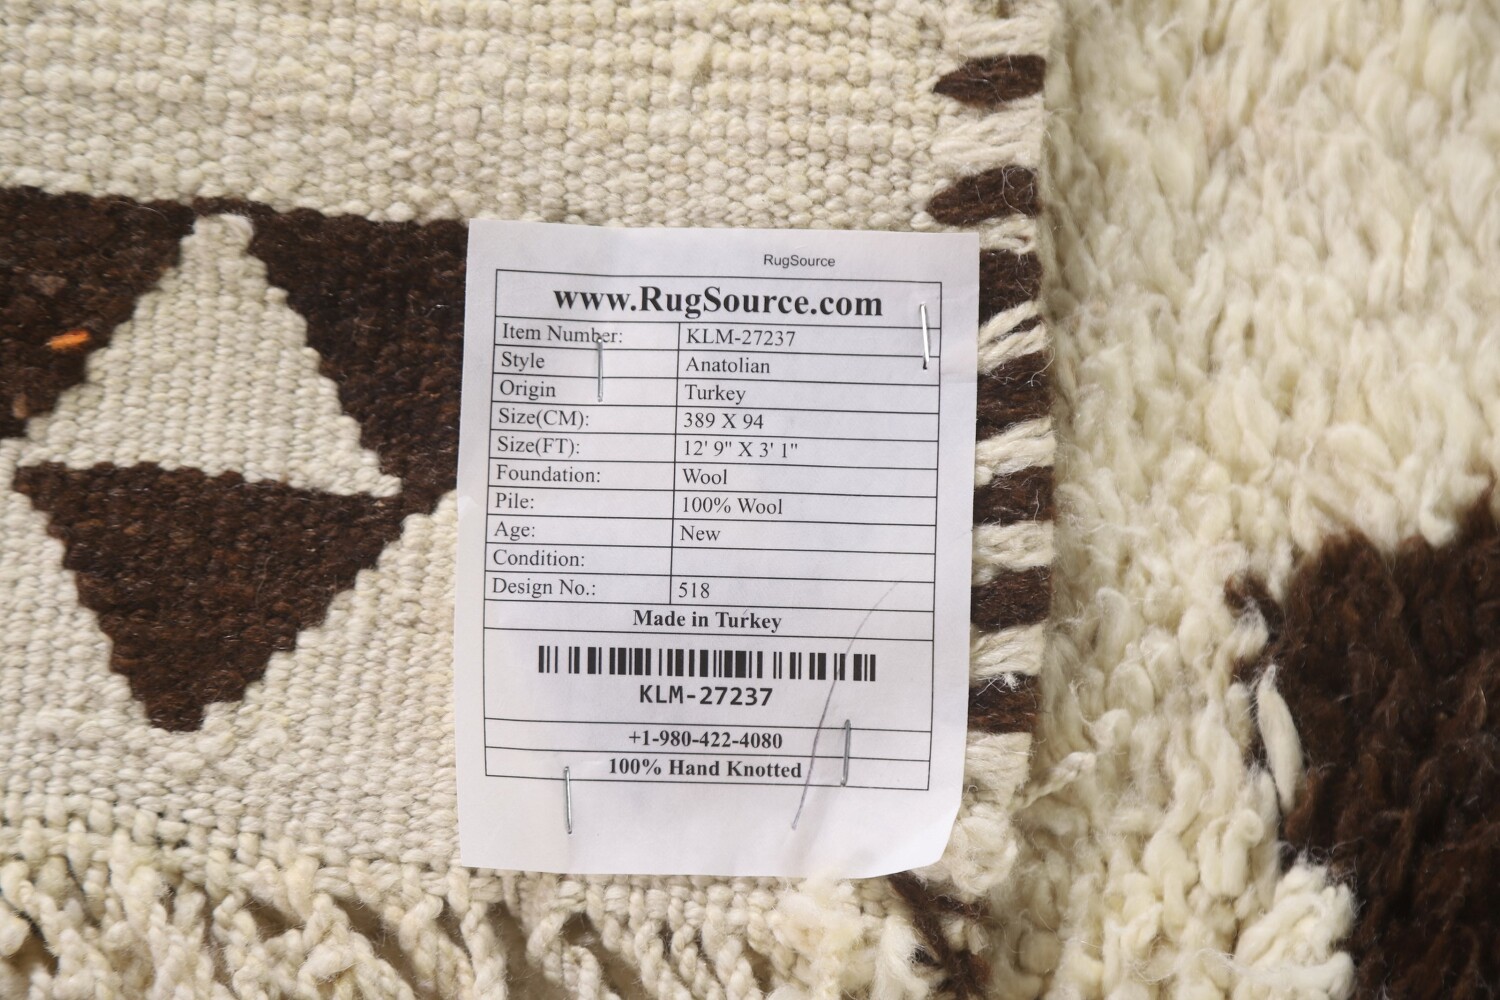 RugSource
www.RugSource.com
Item Number: KLM-27237
Style Anatolian
Origin Turkey
Size(CM): 389 X 94
Size(FT): 12' 9" X 3' 1"
Foundation: Wool
Pile: 100% Wool
Age: New
Condition:
Design No.: 518
Made in Turkey
KLM-27237
+1-980-422-4080
100% Hand Knotted